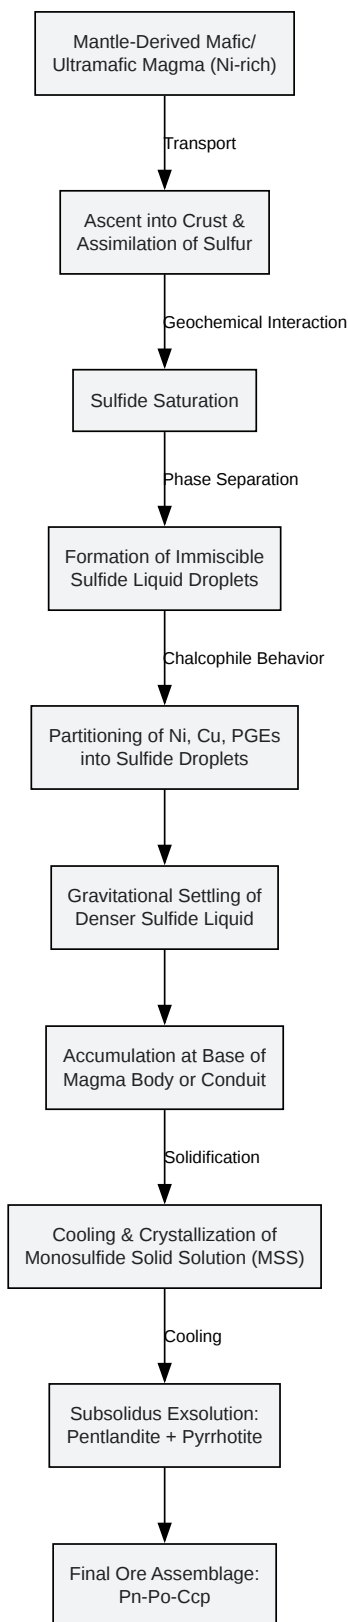 Mantle-Derived Mafic/
Ultramafic Magma (Ni-rich)
Transport
Ascent into Crust &
Assimilation of Sulfur
Geochemical Interaction
Sulfide Saturation
Phase Separation
Formation of Immiscible
Sulfide Liquid Droplets
Chalcophile Behavior
Partitioning of Ni, Cu, PGEs
into Sulfide Droplets
Gravitational Settling of
Denser Sulfide Liquid
Accumulation at Base of
Magma Body or Conduit
Solidification
Cooling & Crystallization of
Monosulfide Solid Solution (MSS)
Cooling
Subsolidus Exsolution:
Pentlandite + Pyrrhotite
Final Ore Assemblage:
Pn-Po-Ccp